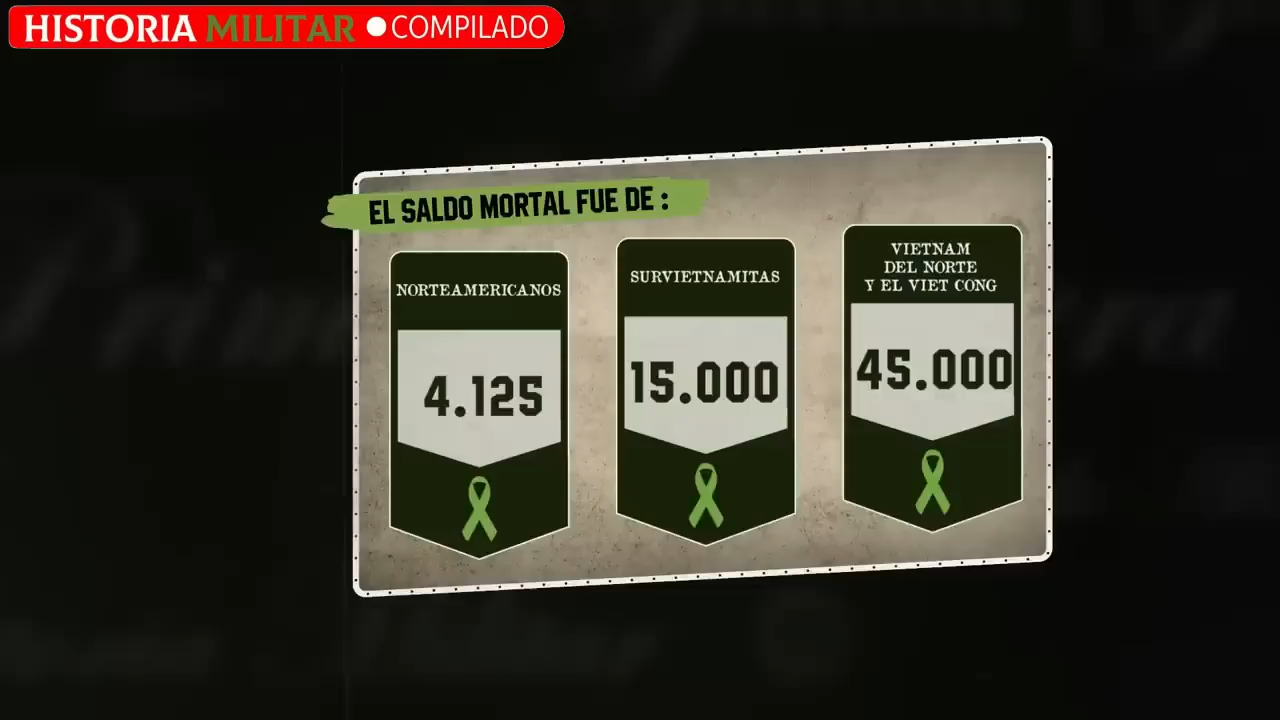 HISTORIA MILITAR ● COMPILADO
EL SALDO MORTAL FUE DE :
NORTEAMERICANOS
4.125
SURVIETNAMITAS
15.000
VIETNAM
DEL NORTE
Y EL VIET CONG
45.000